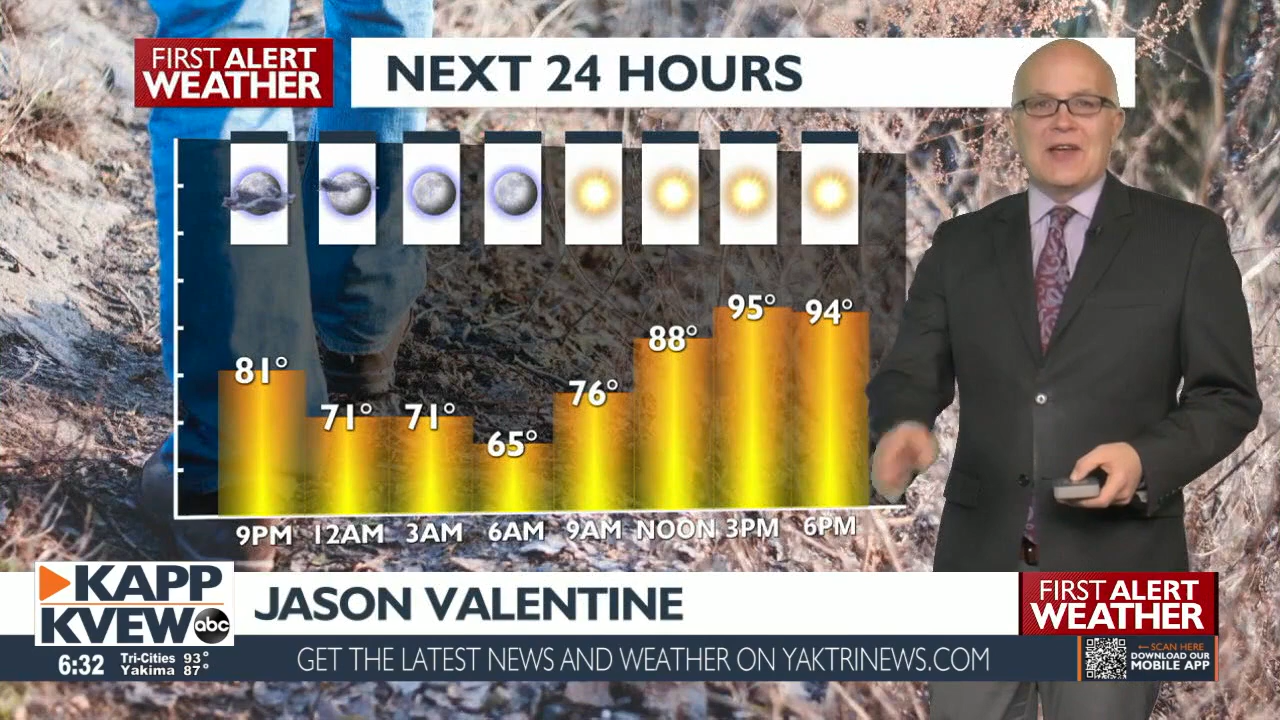 FIRST ALERT
WEATHER
NEXT 24 HOURS
81° 71° 71° 65° 76° 88° 95° 94°
9PM 12AM 3AM 6AM 9AM NOON 3PM 6PM
KAPP
KVEW abc
JASON VALENTINE
FIRST ALERT
WEATHER
6:32
Tri-Cities 93°
Yakima 87°
GET THE LATEST NEWS AND WEATHER ON YAKTRINEWS.COM
SCAN HERE
DOWNLOAD OUR
MOBILE APP